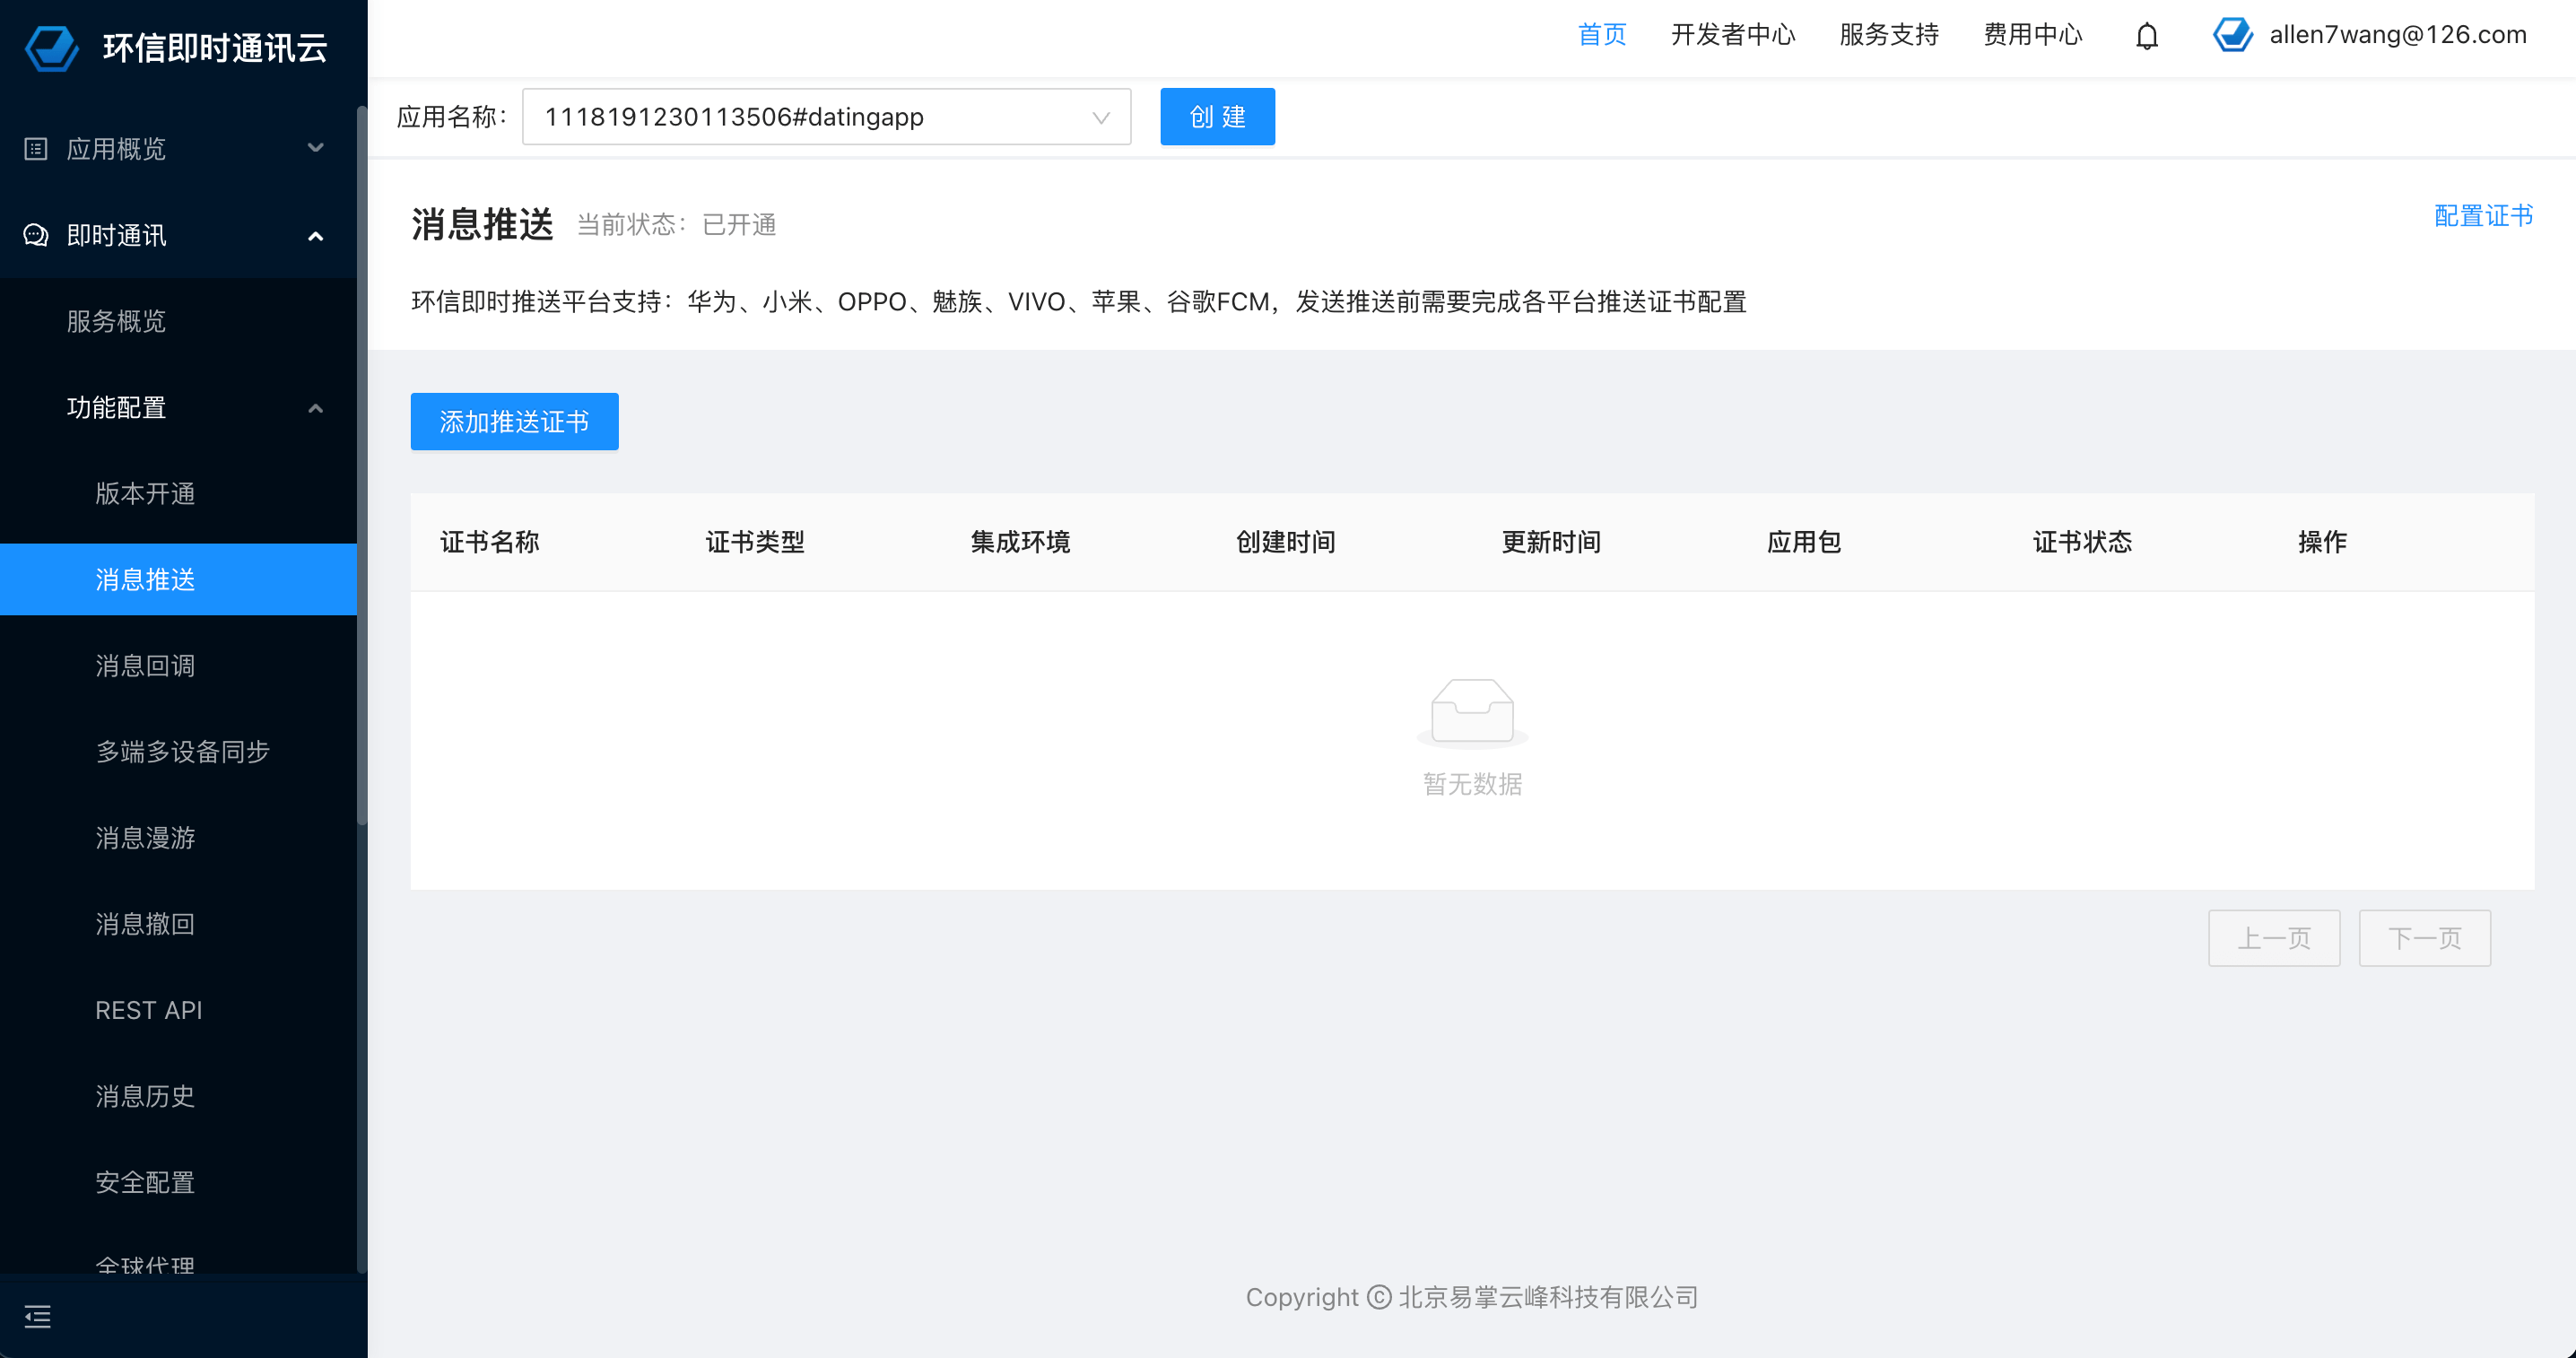 环信即时通讯云
首页 开发者中心 服务支持 费用中心 allen7wang@126.com
应用名称： 1118191230113506#datingapp 创 建
应用概览
即时通讯
服务概览
功能配置
版本开通
消息推送
消息回调
多端多设备同步
消息漫游
消息撤回
REST API
消息历史
安全配置
全球代理
消息推送 当前状态：已开通 配置证书
环信即时推送平台支持：华为、小米、OPPO、魅族、VIVO、苹果、谷歌FCM，发送推送前需要完成各平台推送证书配置
添加推送证书
证书名称 证书类型 集成环境 创建时间 更新时间 应用包 证书状态 操作
暂无数据
上一页 下一页
Copyright © 北京易掌云峰科技有限公司